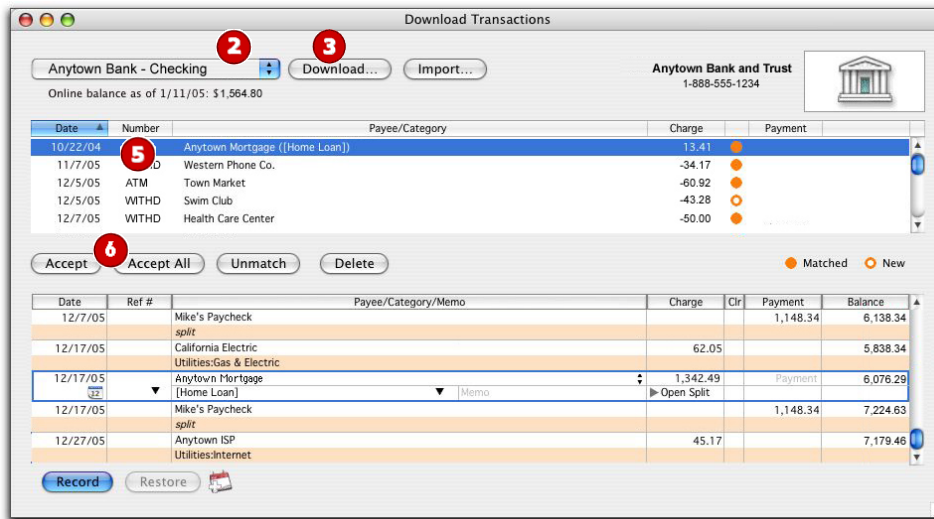 Download Transactions
2 3
Anytown Bank - Checking Download... Import... Anytown Bank and Trust
1-888-555-1234
Online balance as of 1/11/05: $1,564.80
Date Number Payee/Category Charge Payment
10/22/04 Anytown Mortgage ([Home Loan]) 13.41
5
11/7/05 Western Phone Co. -34.17
12/5/05 ATM Town Market -60.92
12/5/05 WITHD Swim Club -43.28
12/7/05 WITHD Health Care Center -50.00
6
Accept Accept All Unmatch Delete Matched New
Date Ref # Payee/Category/Memo Charge Clr Payment Balance
12/7/05 Mike's Paycheck 1,148.34 6,138.34
split
12/17/05 California Electric 62.05 5,838.34
Utilities:Gas & Electric
12/17/05 Anytown Mortgage 1,342.49 Payment 6,076.29
12 [Home Loan] Memo Open Split
12/17/05 Mike's Paycheck 1,148.34 7,224.63
split
12/27/05 Anytown ISP 45.17 7,179.46
Utilities:Internet
Record Restore